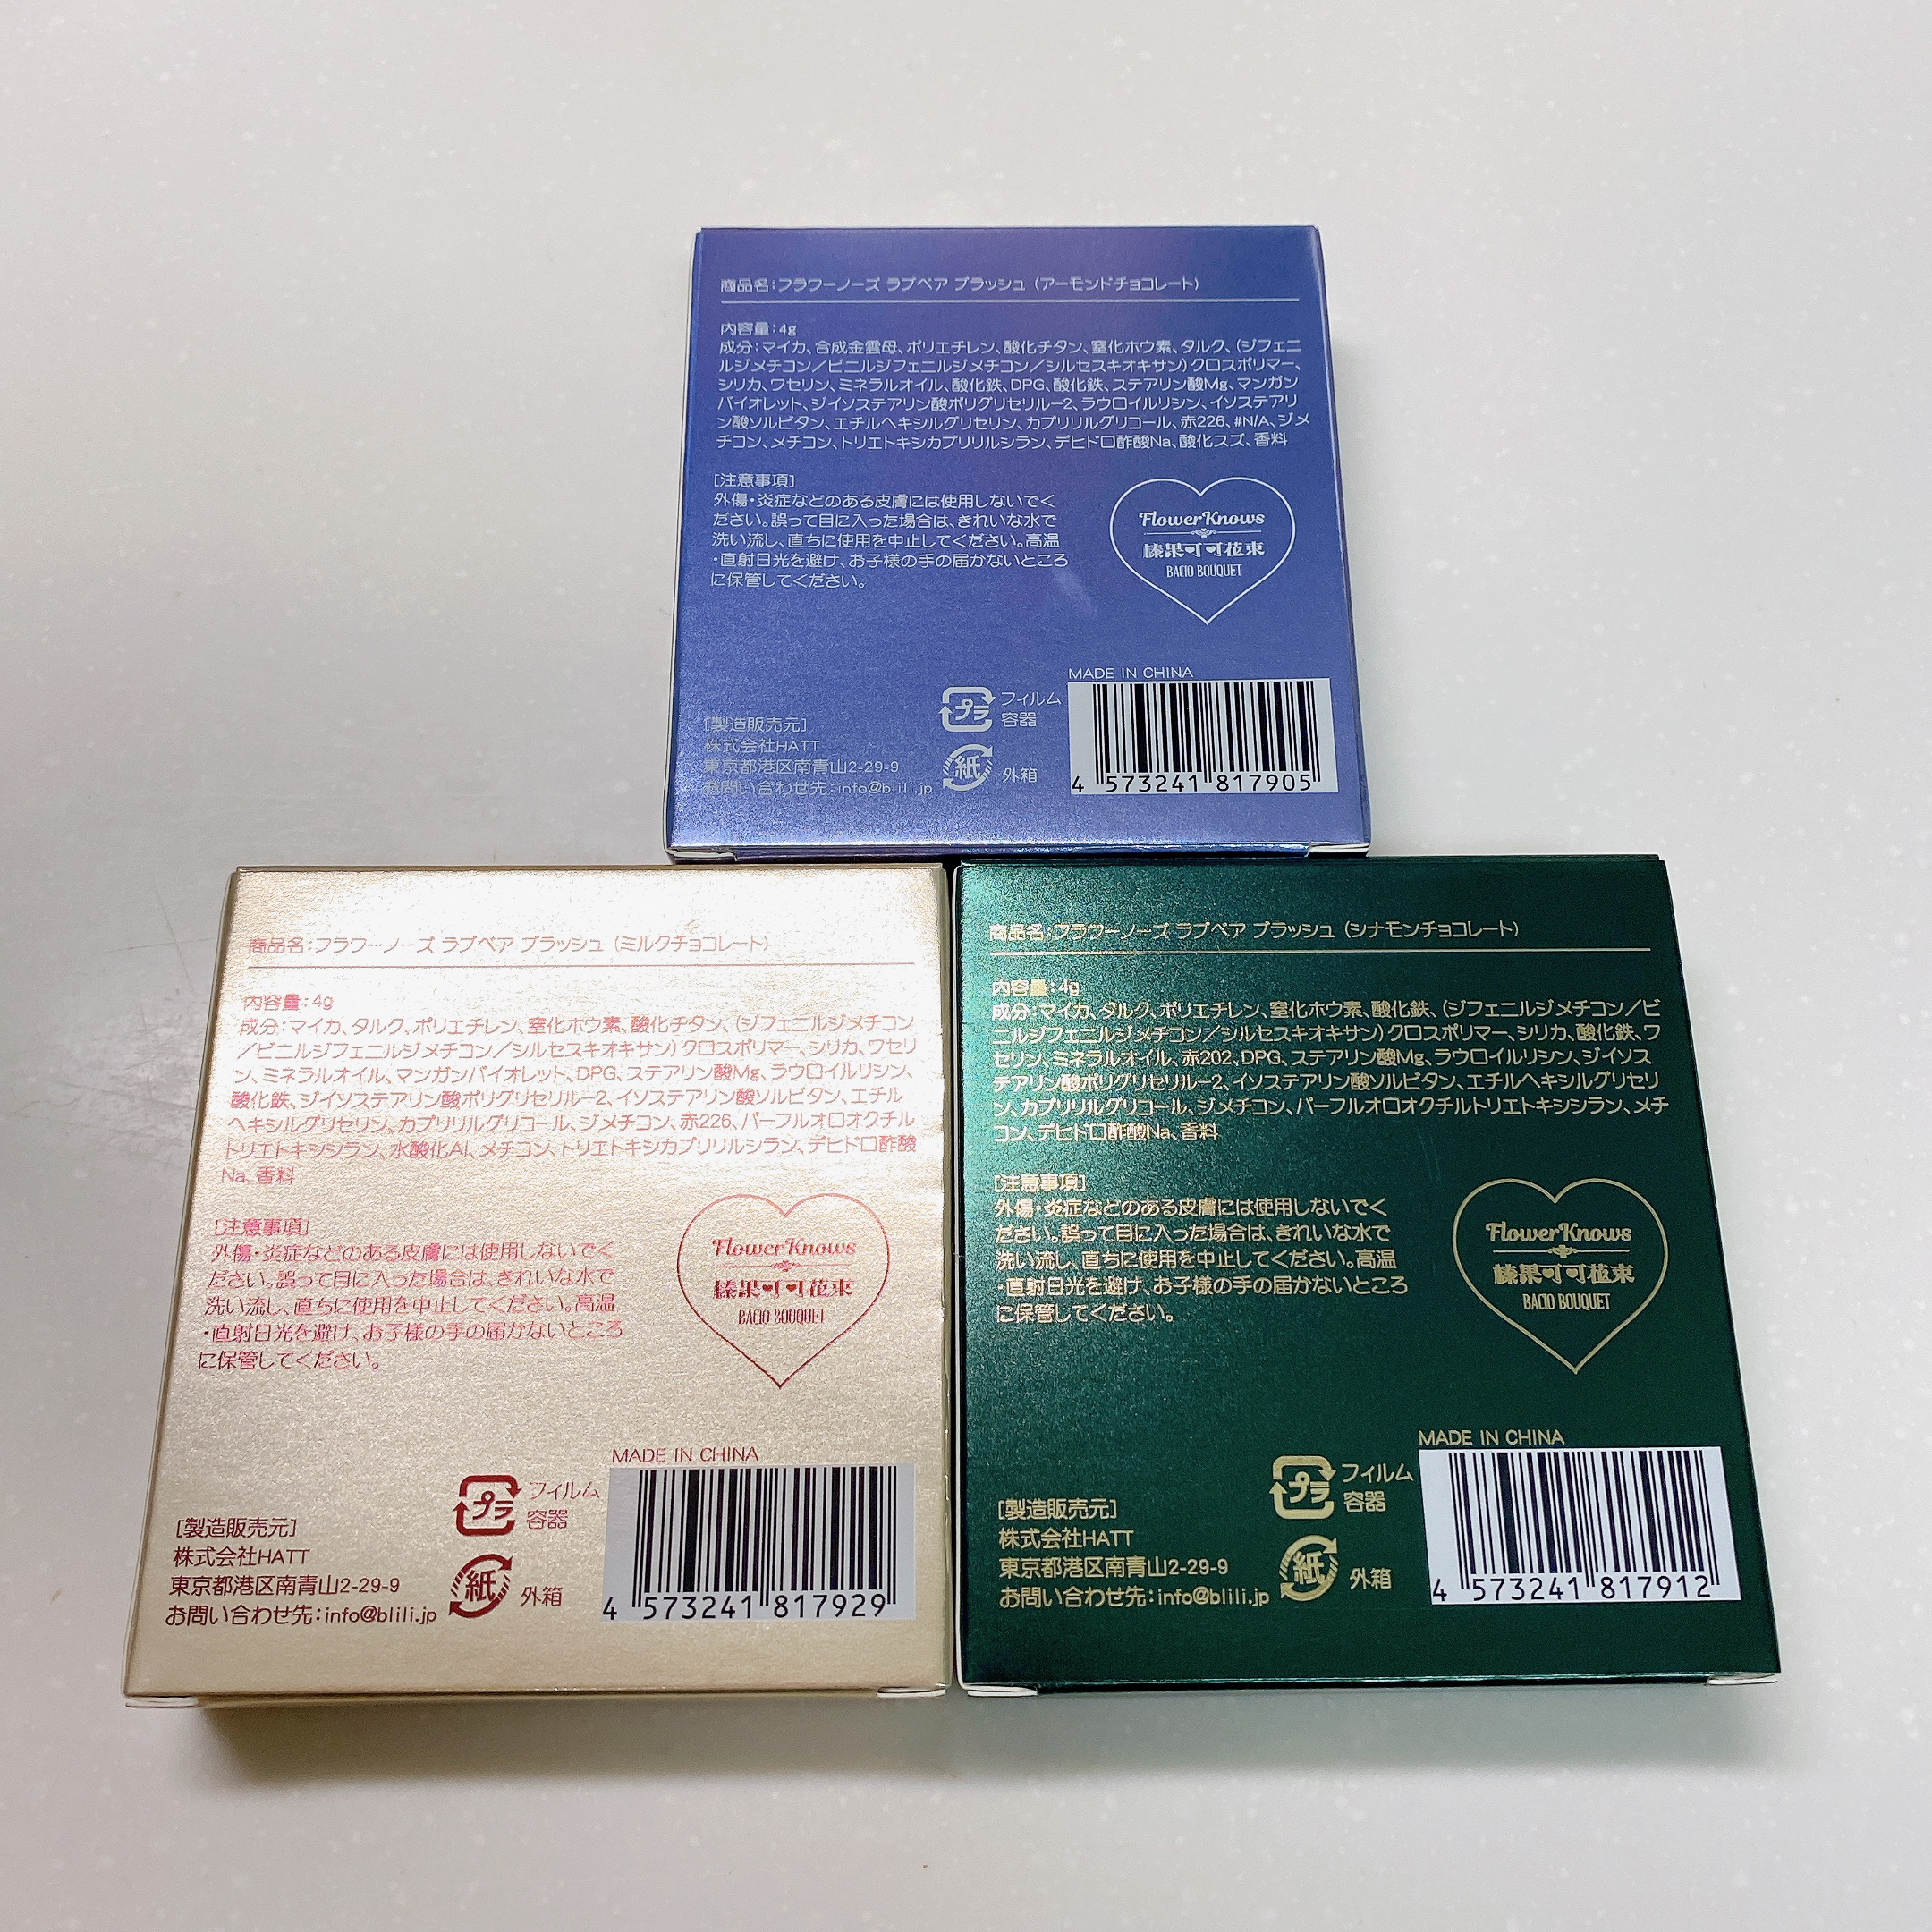 商品名：フラワーノーズ ラブベア ブラッシュ（アーモンドチョコレート）
内容量：4g
成分：マイカ、合成金雲母、ポリエチレン、酸化チタン、窒化ホウ素、タルク、（ジフェニ
ルジメチコン／ビニルジフェニルジメチコン／シルセスキオキサン）クロスポリマー、
シリカ、ワセリン、ミネラルオイル、酸化鉄、DPG、酸化鉄、ステアリン酸Mg、マンガン
バイオレット、ジイソステアリン酸ポリグリセリル－2、ラウロイルリシン、イソステアリ
ン酸ソルビタン、エチルヘキシルグリセリン、カプリリルグリコール、赤226、#N/A、ジメ
チコン、メチコン、トリエトキシカプリリルシラン、デヒドロ酢酸Na、酸化スズ、香料
［注意事項］
外傷・炎症などのある皮膚には使用しないでく
ださい。誤って目に入った場合は、きれいな水で
洗い流し、直ちに使用を中止してください。高温
・直射日光を避け、お子様の手の届かないところ
に保管してください。
FlowerKnows
榛果可可花束
BACIO BOUQUET
MADE IN CHINA
プラ
フィルム
容器
紙
外箱
［製造販売元］
株式会社HATT
東京都港区南青山2-29-9
お問い合わせ先：info@blili.jp
4 573241 817905
商品名：フラワーノーズ ラブベア ブラッシュ（ミルクチョコレート）
内容量：4g
成分：マイカ、タルク、ポリエチレン、窒化ホウ素、酸化チタン、（ジフェニルジメチコン
／ビニルジフェニルジメチコン／シルセスキオキサン）クロスポリマー、シリカ、ワセリ
ン、ミネラルオイル、マンガンバイオレット、DPG、ステアリン酸Mg、ラウロイルリシン、
酸化鉄、ジイソステアリン酸ポリグリセリル－2、イソステアリン酸ソルビタン、エチル
ヘキシルグリセリン、カプリリルグリコール、ジメチコン、赤226、パーフルオロオクチル
トリエトキシシラン、水酸化Al、メチコン、トリエトキシカプリリルシラン、デヒドロ酢酸
Na、香料
［注意事項］
外傷・炎症などのある皮膚には使用しないでく
ださい。誤って目に入った場合は、きれいな水で
洗い流し、直ちに使用を中止してください。高温
・直射日光を避け、お子様の手の届かないところ
に保管してください。
FlowerKnows
榛果可可花束
BACIO BOUQUET
MADE IN CHINA
プラ
フィルム
容器
紙
外箱
［製造販売元］
株式会社HATT
東京都港区南青山2-29-9
お問い合わせ先：info@blili.jp
4 573241 817929
商品名：フラワーノーズ ラブベア ブラッシュ（シナモンチョコレート）
内容量：4g
成分：マイカ、タルク、ポリエチレン、窒化ホウ素、酸化鉄、（ジフェニルジメチコン／ビ
ニルジフェニルジメチコン／シルセスキオキサン）クロスポリマー、シリカ、酸化鉄、ワ
セリン、ミネラルオイル、赤202、DPG、ステアリン酸Mg、ラウロイルリシン、ジイソス
テアリン酸ポリグリセリル－2、イソステアリン酸ソルビタン、エチルヘキシルグリセリ
ン、カプリリルグリコール、ジメチコン、パーフルオロオクチルトリエトキシシラン、メチ
コン、デヒドロ酢酸Na、香料
［注意事項］
外傷・炎症などのある皮膚には使用しないでく
ださい。誤って目に入った場合は、きれいな水で
洗い流し、直ちに使用を中止してください。高温
・直射日光を避け、お子様の手の届かないところ
に保管してください。
FlowerKnows
榛果可可花束
BACIO BOUQUET
MADE IN CHINA
プラ
フィルム
容器
紙
外箱
［製造販売元］
株式会社HATT
東京都港区南青山2-29-9
お問い合わせ先：info@blili.jp
4 573241 817912